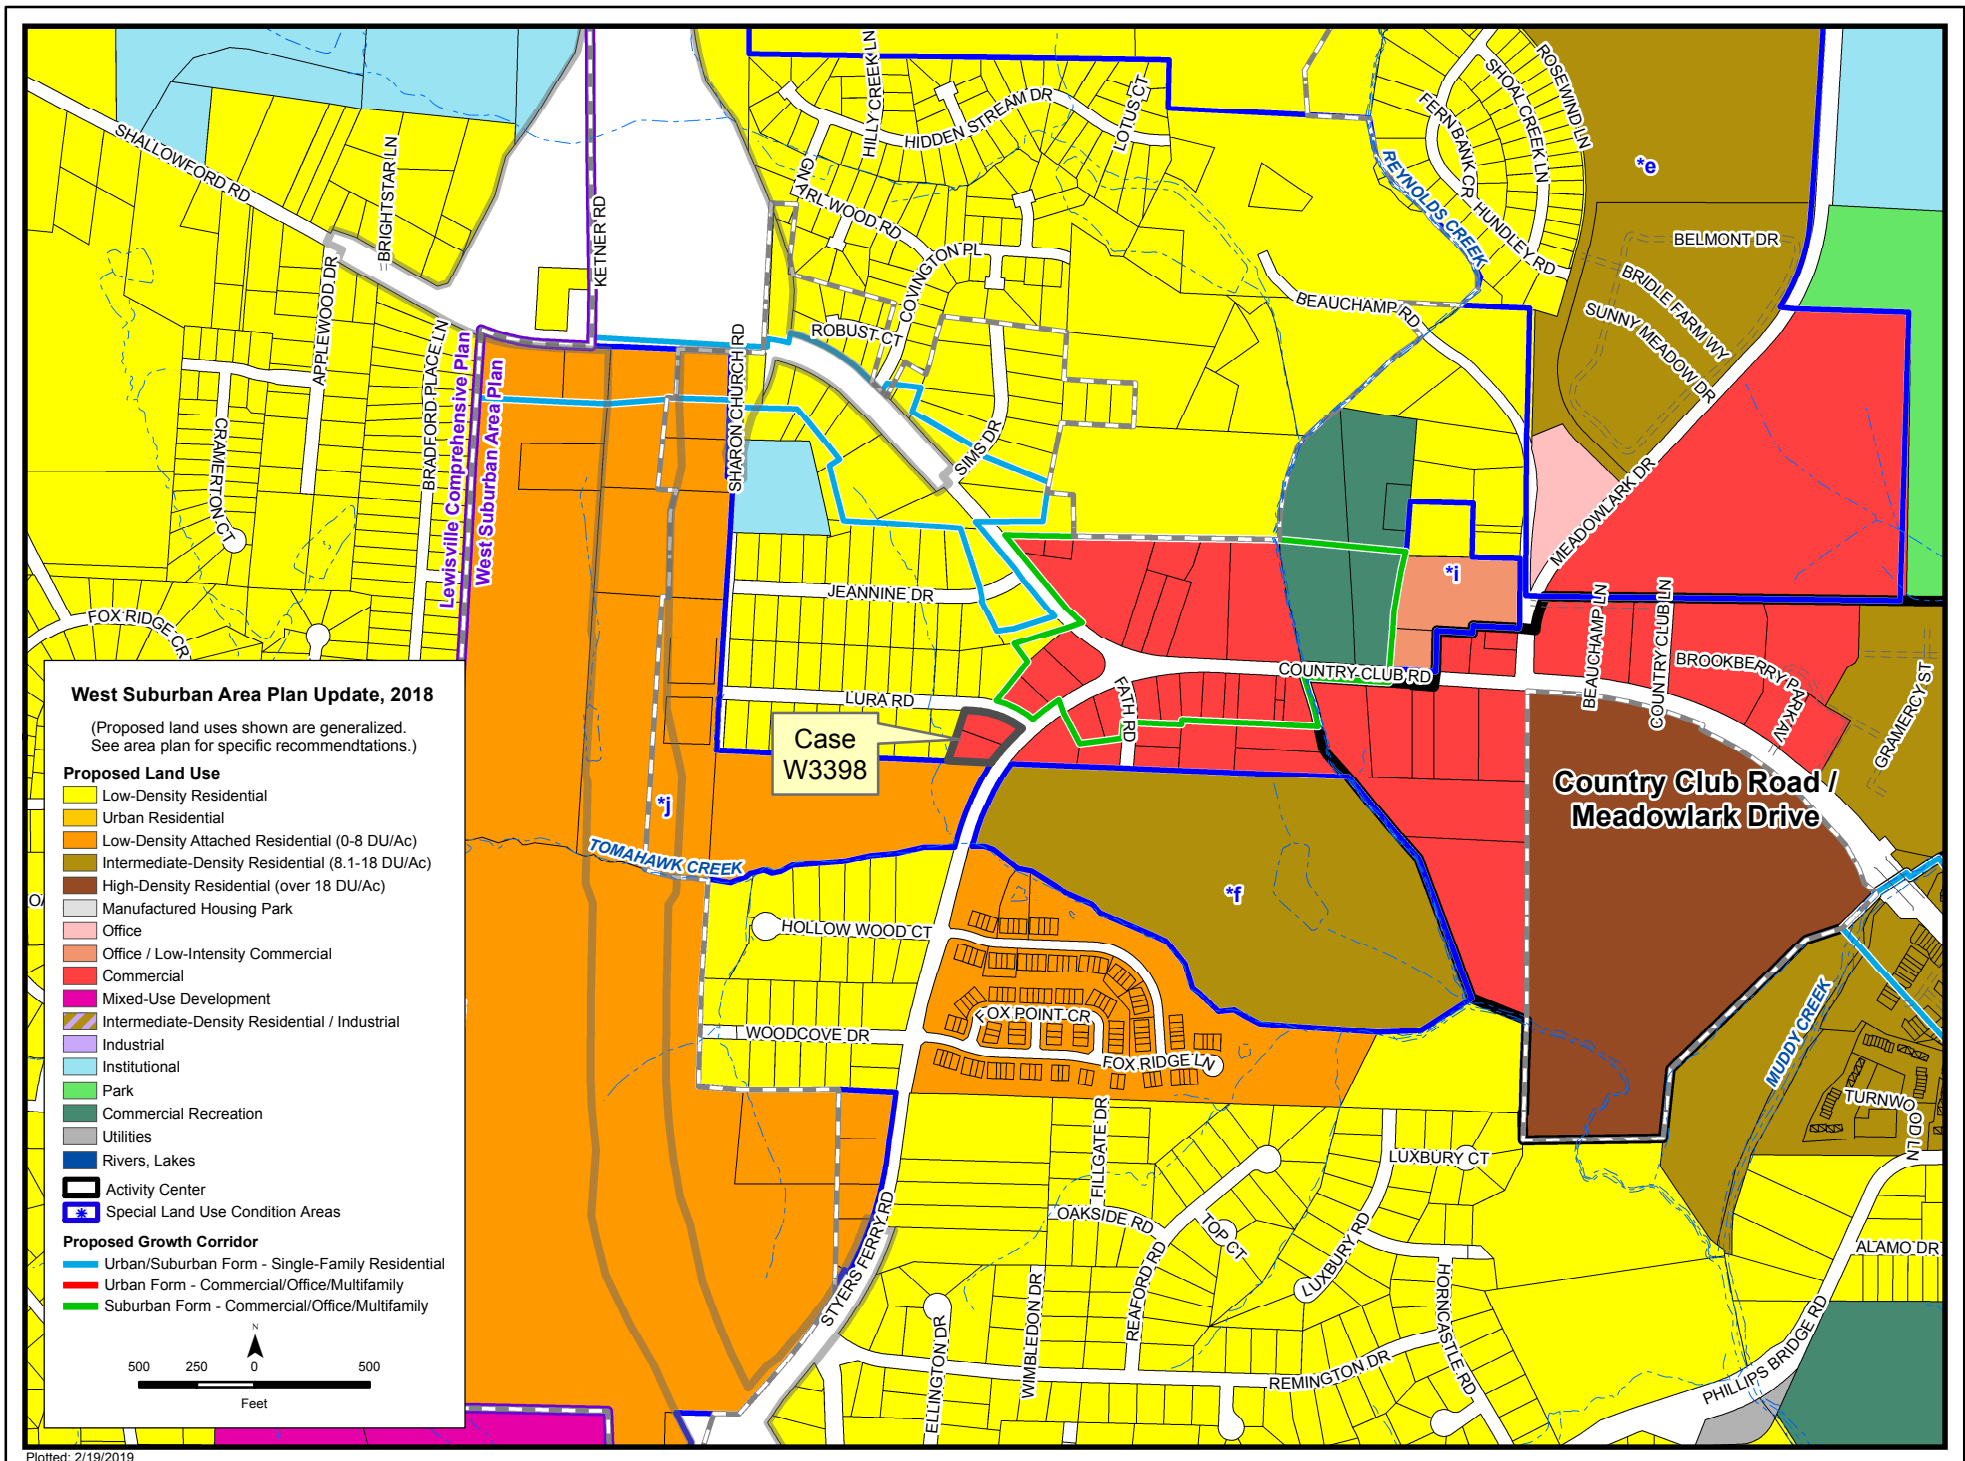 SHALLOWFORD RD
BRIGHTSTAR LN
KETNER RD
HILLY CREEK LN
HIDDEN STREAM DR
LOTUS CT
ARL WOOD RD
COVINGTON PL
ROBUST CT
REYNOLDS CREEK
FERN BANK CR
SHOAL CREEK LN
ROSEWIND LN
HUNDLEY RD
*e
BELMONT DR
BRIDLE FARM WY
SUNNY MEADOW DR
BEAUCHAMP RD
APPLEWOOD DR
BRADFORD PLACE LN
CRAMERTON CT
Lewisville Comprehensive Plan
West Suburban Area Plan
SHARON CHURCH RD
SIMS DR
MEADOWLARK DR
*i
JEANNINE DR
FOX RIDGE CR
LURA RD
COUNTRY CLUB RD
FATH RD
BEAUCHAMP LN
COUNTRY CLUB LN
BROOKBERRY PARK AV
GRAMERCY ST
Case
W3398
Country Club Road /
Meadowlark Drive
*j
TOMAHAWK CREEK
*f
HOLLOW WOOD CT
FOX POINT CR
WOODCOVE DR
FOX RIDGE LN
MUDDY CREEK
TURNWOOD LN
FILLGATE DR
OAKSIDE RD
REAFORD RD
TOP CT
LUXBURY CT
LUXBURY RD
HORNCASTLE RD
ALAMO DR
STYERS FERRY RD
ELLINGTON DR
WIMBLEDON DR
REMINGTON DR
PHILLIPS BRIDGE RD
West Suburban Area Plan Update, 2018
(Proposed land uses shown are generalized.
See area plan for specific recommendtations.)
Proposed Land Use
Low-Density Residential
Urban Residential
Low-Density Attached Residential (0-8 DU/Ac)
Intermediate-Density Residential (8.1-18 DU/Ac)
High-Density Residential (over 18 DU/Ac)
Manufactured Housing Park
Office
Office / Low-Intensity Commercial
Commercial
Mixed-Use Development
Intermediate-Density Residential / Industrial
Industrial
Institutional
Park
Commercial Recreation
Utilities
Rivers, Lakes
Activity Center
* Special Land Use Condition Areas
Proposed Growth Corridor
Urban/Suburban Form - Single-Family Residential
Urban Form - Commercial/Office/Multifamily
Suburban Form - Commercial/Office/Multifamily
N
500 250 0 500
Feet
Plotted: 2/19/2019